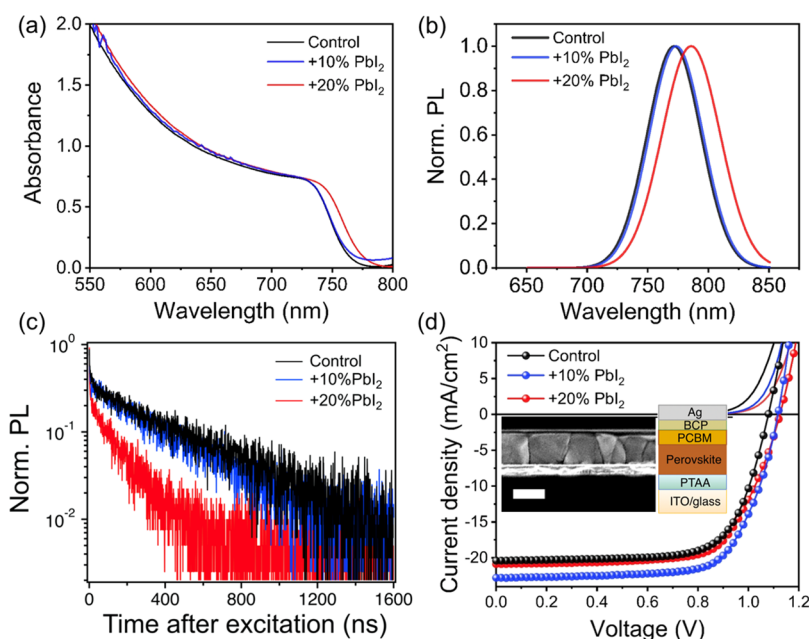 (a)
2.0
1.5
1.0
0.5
0.0
550 600 650 700 750 800
Absorbance
Wavelength (nm)
Control
+10% PbI₂
+20% PbI₂
(b)
1.0
0.8
0.6
0.4
0.2
0.0
650 700 750 800 850
Norm. PL
Wavelength (nm)
Control
+10% PbI₂
+20% PbI₂
(c)
10⁰
10⁻¹
10⁻²
0 400 800 1200 1600
Norm. PL
Time after excitation (ns)
Control
+10%PbI₂
+20%PbI₂
(d)
10
5
0
-5
-10
-15
-20
0.0 0.2 0.4 0.6 0.8 1.0 1.2
Current density (mA/cm²)
Voltage (V)
Control
+10% PbI₂
+20% PbI₂
Ag
BCP
PCBM
Perovskite
PTAA
ITO/glass